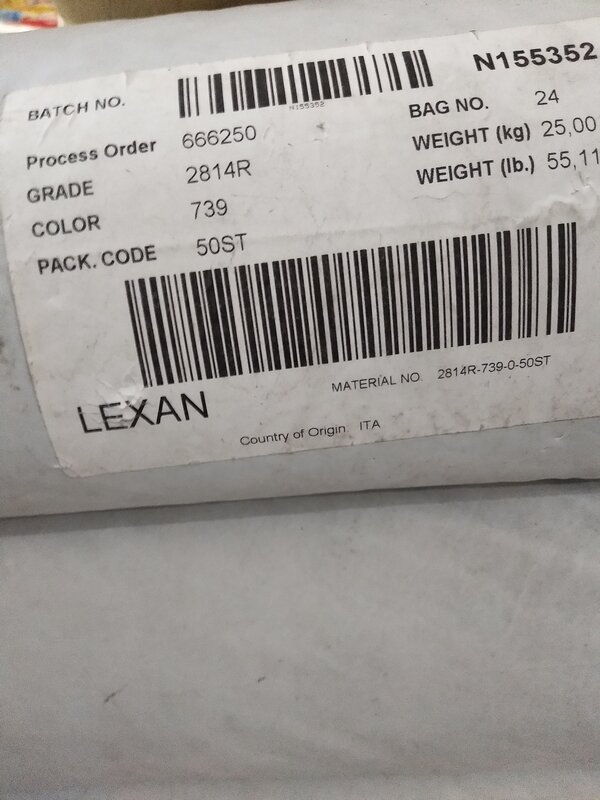 BATCH NO. N155352
N155352
Process Order 666250 BAG NO. 24
GRADE 2814R WEIGHT (kg) 25,00
COLOR 739 WEIGHT (lb.) 55,11
PACK. CODE 50ST
MATERIAL NO. 2814R-739-0-50ST
LEXAN
Country of Origin ITA